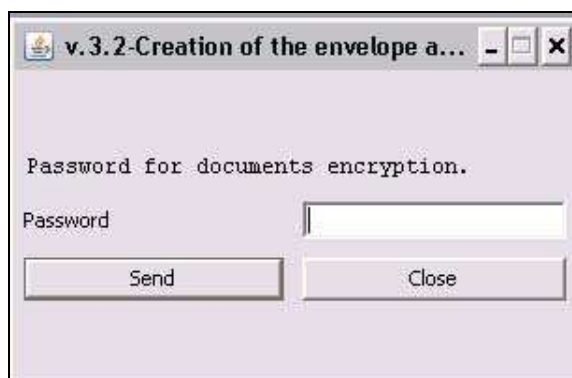 v.3.2-Creation of the envelope a...
Password for documents encryption.
Password
Send
Close